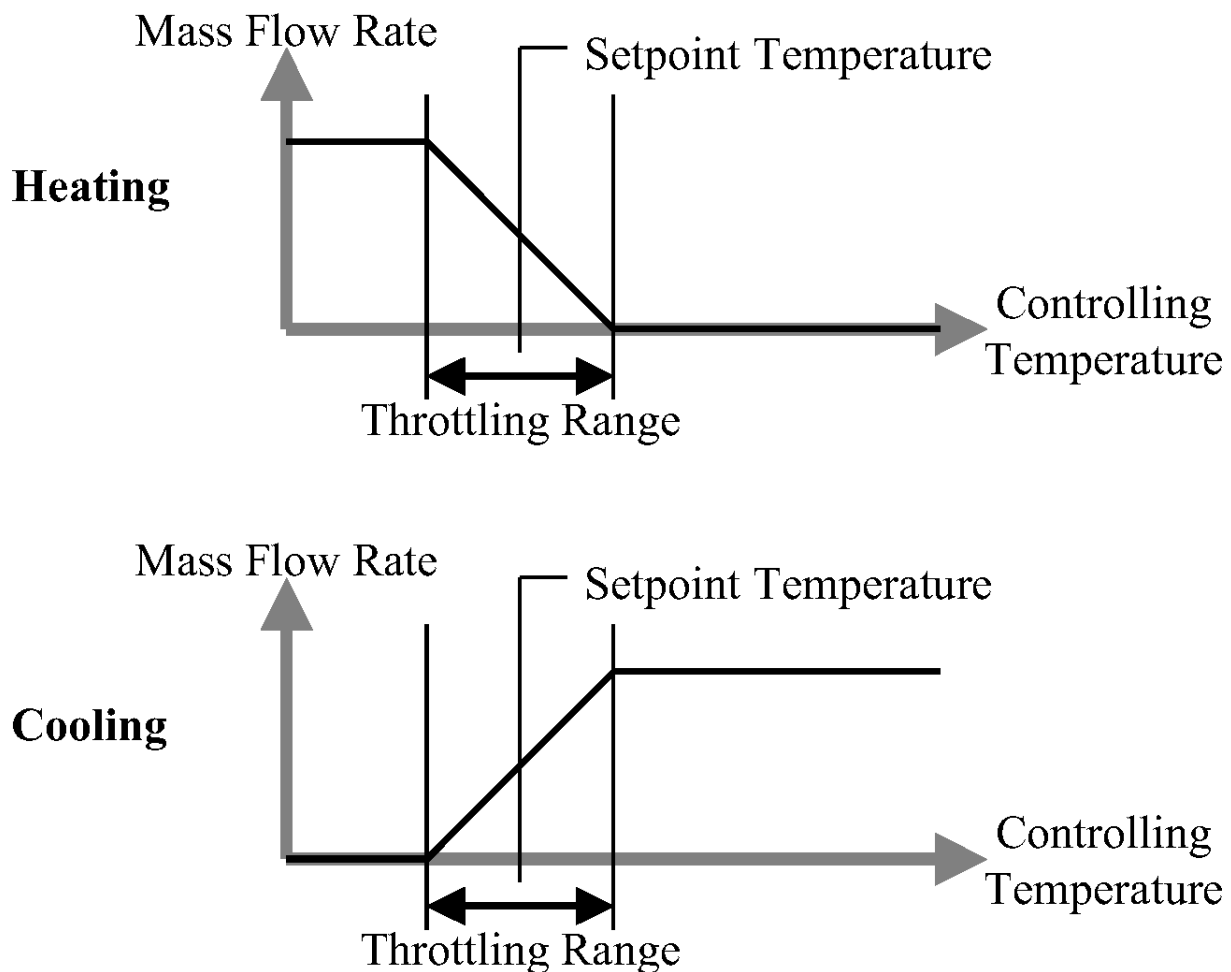 Mass Flow Rate
Setpoint Temperature
Heating
Controlling
Temperature
Throttling Range
Mass Flow Rate
Setpoint Temperature
Cooling
Controlling
Temperature
Throttling Range